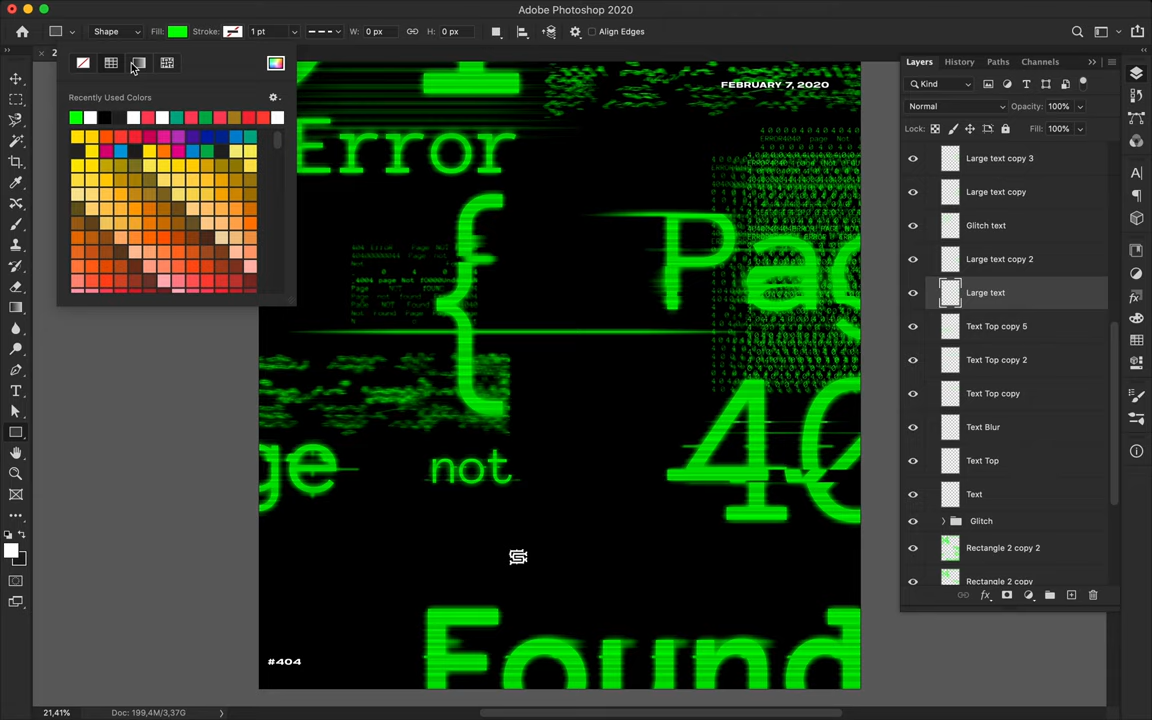 Adobe Photoshop 2020
Shape Fill: Stroke: 1 pt W: 0 px H: 0 px Align Edges
2
Recently Used Colors
FEBRUARY 7, 2020
Error
{
Pag
ge not 40
Found
#404
Layers History Paths Channels
Kind
Normal Opacity: 100%
Lock: Fill: 100%
Large text copy 3
Large text copy
Glitch text
Large text copy 2
Large text
Text Top copy 5
Text Top copy 2
Text Top copy
Text Blur
Text Top
Text
Glitch
Rectangle 2 copy 2
Rectangle 2 copy
fx
21,41% Doc: 199,4M/3,37G